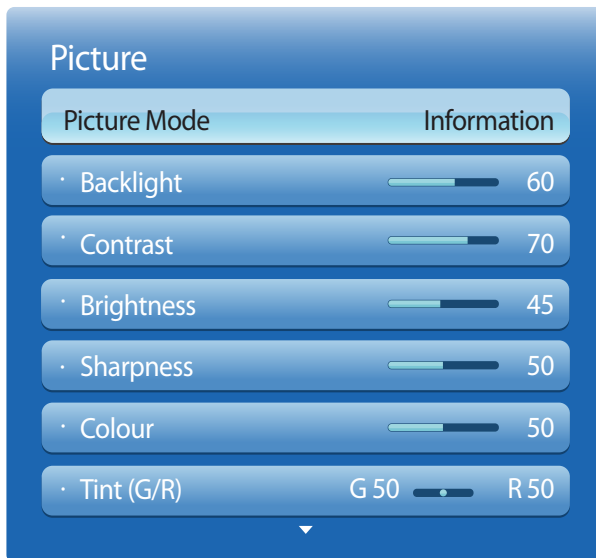 Picture
Picture Mode Information
· Backlight 60
· Contrast 70
· Brightness 45
· Sharpness 50
· Colour 50
· Tint (G/R) G 50 R 50